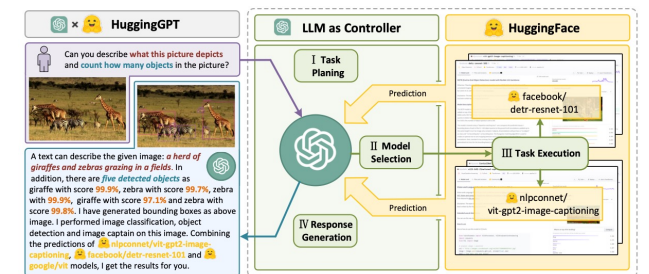 × HuggingGPT
Can you describe what this picture depicts
and count how many objects in the picture?
A text can describe the given image: a herd of
giraffes and zebras grazing in a fields. In
addition, there are five detected objects as
giraffe with score 99.9%, zebra with score 99.7%, zebra
with 99.9%, giraffe with score 97.1% and zebra with
score 99.8%. I have generated bounding boxes as above
image. I performed image classification, object
detection and image captain on this image. Combining
the predictions of nlpconnet/vit-gpt2-image-
captioning, facebook/detr-resnet-101 and
google/vit models, I get the results for you.
LLM as Controller
I Task
Planing
II Model
Selection
IV Response
Generation
Prediction
Prediction
HuggingFace
facebook/
detr-resnet-101
III Task Execution
nlpconnet/
vit-gpt2-image-captioning